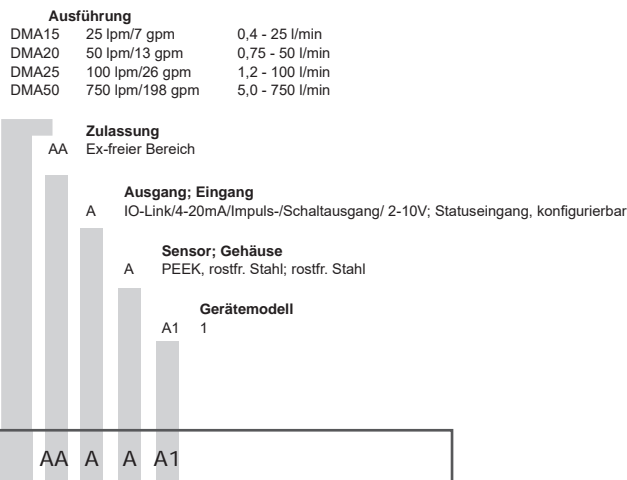 Ausführung
DMA15 25 lpm/7 gpm 0,4 - 25 l/min
DMA20 50 lpm/13 gpm 0,75 - 50 l/min
DMA25 100 lpm/26 gpm 1,2 - 100 l/min
DMA50 750 lpm/198 gpm 5,0 - 750 l/min
Zulassung
AA Ex-freier Bereich
Ausgang; Eingang
A IO-Link/4-20mA/Impuls-/Schaltausgang/ 2-10V; Statuseingang, konfigurierbar
Sensor; Gehäuse
A PEEK, rostfr. Stahl; rostfr. Stahl
Gerätemodell
A1 1
AA A A A1